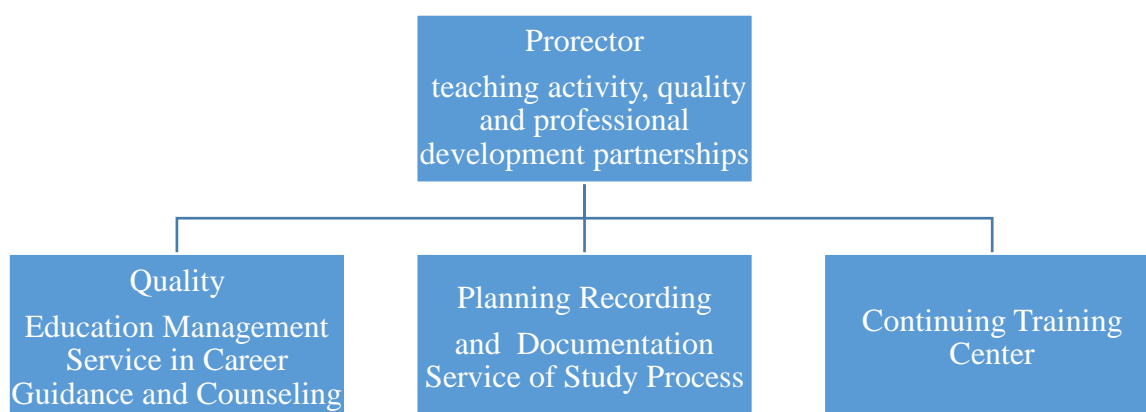 Prorector
teaching activity, quality
and professional
development partnerships
Quality
Education Management
Service in Career
Guidance and Counseling
Planning Recording
and Documentation
Service of Study Process
Continuing Training
Center